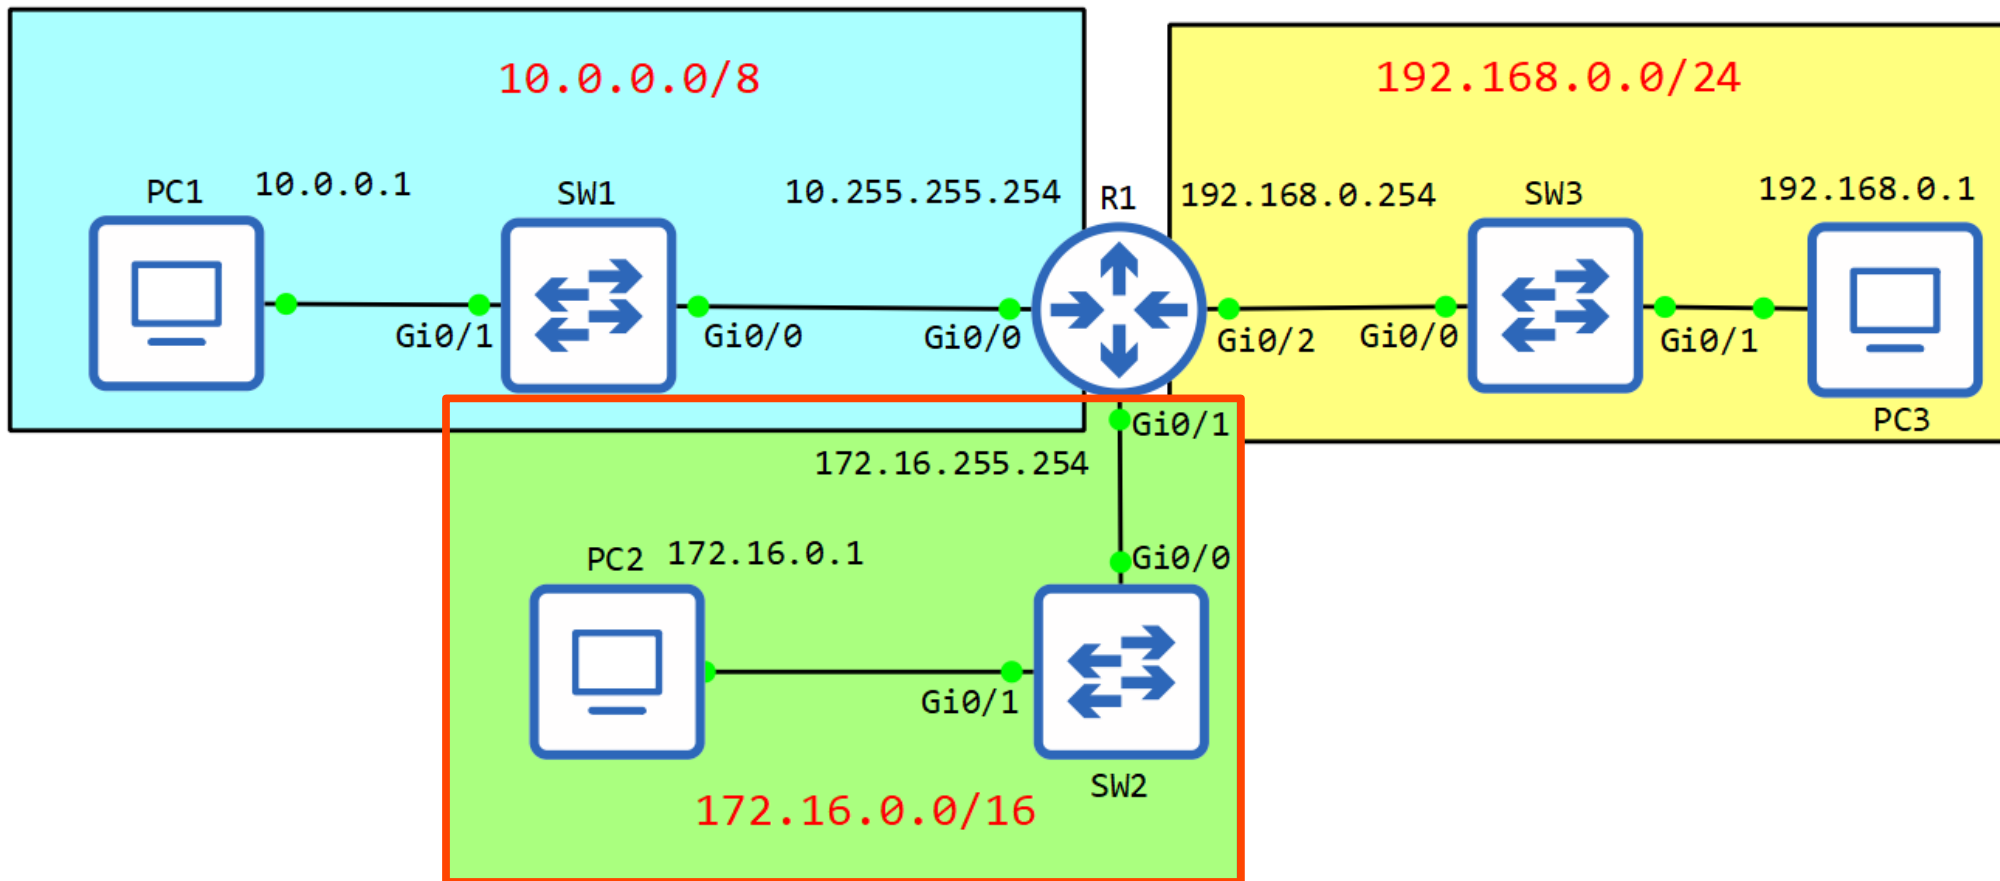 10.0.0.0/8
192.168.0.0/24
PC1
10.0.0.1
SW1
10.255.255.254
R1
192.168.0.254
SW3
192.168.0.1
Gi0/1
Gi0/0
Gi0/0
Gi0/2
Gi0/0
Gi0/1
PC3
Gi0/1
172.16.255.254
PC2
172.16.0.1
Gi0/0
Gi0/1
SW2
172.16.0.0/16